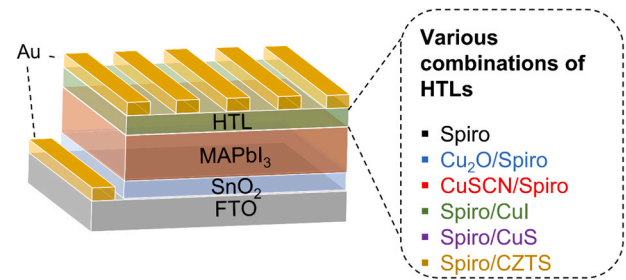 Au
HTL
MAPbI₃
SnO₂
FTO
Various
combinations of
HTLs
▪ Spiro
▪ Cu₂O/Spiro
▪ CuSCN/Spiro
▪ Spiro/CuI
▪ Spiro/CuS
▪ Spiro/CZTS